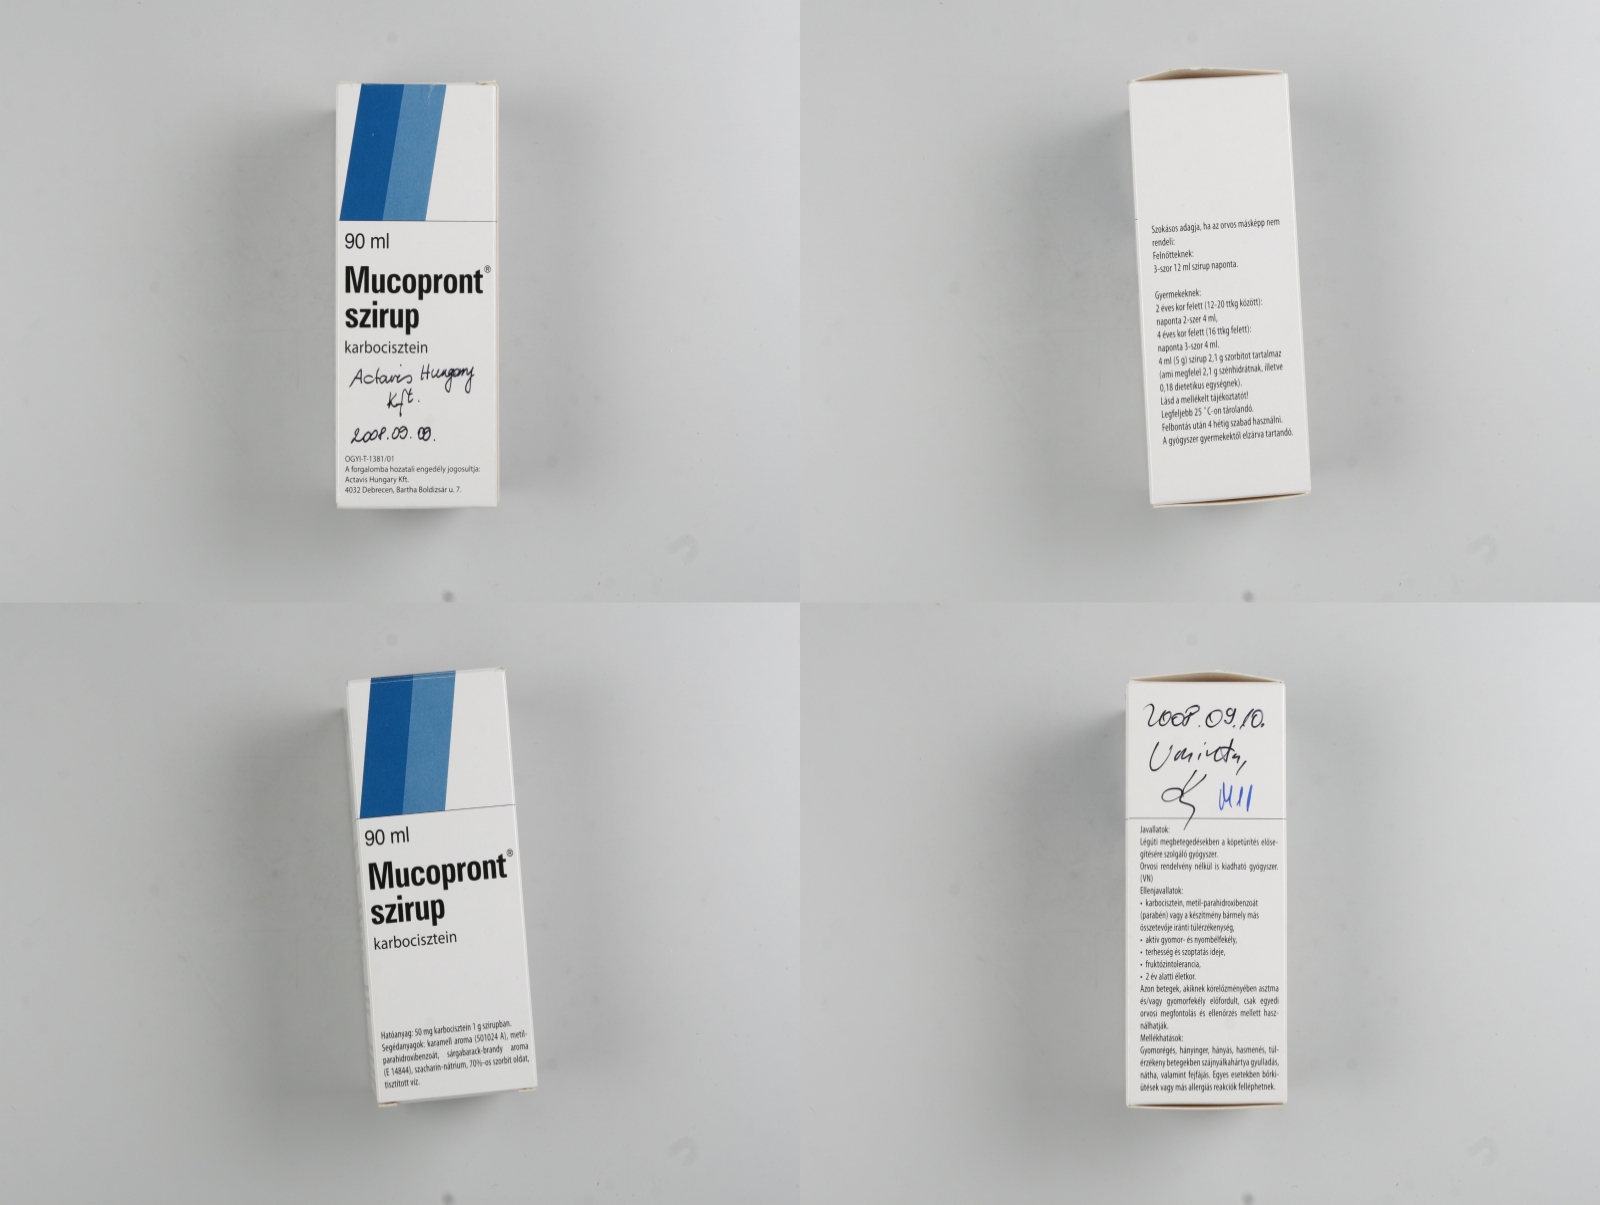 90 ml
Mucopront®
szirup
karbocisztein
Actavis Hungary
Kft.
2008.09.09.
OGYI-T-1381/01
A forgalomba hozatali engedély jogosultja:
Actavis Hungary Kft.
4032 Debrecen, Bartha Boldizsár u. 7.
Szokásos adagja, ha az orvos másképp nem
rendeli:
Felnőtteknek:
3-szor 12 ml szirup naponta.
Gyermekeknek:
2 éves kor felett (12-20 ttkg között):
naponta 2-szer 4 ml,
4 éves kor felett (16 ttkg felett):
naponta 3-szor 4 ml.
4 ml (5 g) szirup 2,1 g szorbitot tartalmaz
(ami megfelel 2,1 g szénhidrátnak, illetve
0,18 dietetikus egységnek).
Lásd a mellékelt tájékoztatót!
Legfeljebb 25 °C-on tárolandó.
Felbontás után 4 hétig szabad használni.
A gyógyszer gyermekektől elzárva tartandó.
90 ml
Mucopront®
szirup
karbocisztein
Hatóanyag: 50 mg karbocisztein 1 g szirupban.
Segédanyagok: karamell aroma (501024 A), metil-
parahidroxibenzoát, sárgabarack-brandy aroma
(E 14844), szacharin-nátrium, 70%-os szorbit oldat,
tisztított víz.
2008.09.10.
Javallatok:
Légúti megbetegedésekben a köpetürítés előse-
gítésére szolgáló gyógyszer.
Orvosi rendelvény nélkül is kiadható gyógyszer.
(VN)
Ellenjavallatok:
• karbocisztein, metil-parahidroxibenzoát
(parabén) vagy a készítmény bármely más
összetevője iránti túlérzékenység,
• aktív gyomor- és nyombélfekély,
• terhesség és szoptatás ideje,
• fruktózintolerancia,
• 2 év alatti életkor.
Azon betegek, akiknek kórelőzményében asztma
és/vagy gyomorfekély előfordult, csak egyedi
orvosi megfontolás és ellenőrzés mellett hasz-
nálhatják.
Mellékhatások:
Gyomorégés, hányinger, hányás, hasmenés, túl-
érzékeny betegekben szájnyálkahártya gyulladás,
nátha, valamint fejfájás. Egyes esetekben bőrki-
ütések vagy más allergiás reakciók felléphetnek.